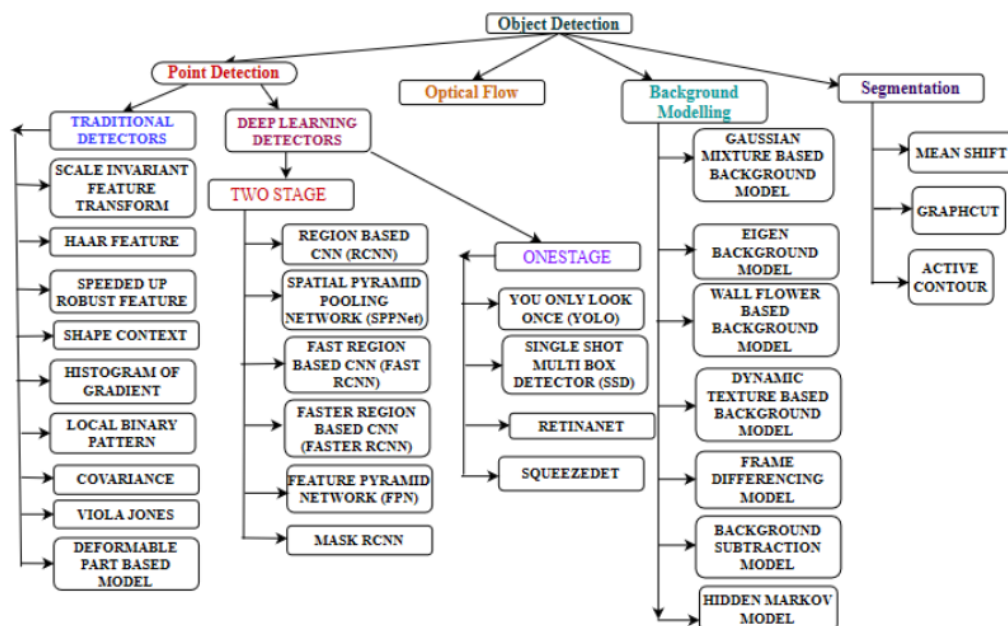 Object Detection
Point Detection
Optical Flow
Background
Modelling
Segmentation
TRADITIONAL
DETECTORS
SCALE INVARIANT
FEATURE
TRANSFORM
HAAR FEATURE
SPEEDED UP
ROBUST FEATURE
SHAPE CONTEXT
HISTOGRAM OF
GRADIENT
LOCAL BINARY
PATTERN
COVARIANCE
VIOLA JONES
DEFORMABLE
PART BASED
MODEL
DEEP LEARNING
DETECTORS
TWO STAGE
REGION BASED
CNN (RCNN)
SPATIAL PYRAMID
POOLING
NETWORK (SPPNet)
FAST REGION
BASED CNN (FAST
RCNN)
FASTER REGION
BASED CNN
(FASTER RCNN)
FEATURE PYRAMID
NETWORK (FPN)
MASK RCNN
ONESTAGE
YOU ONLY LOOK
ONCE (YOLO)
SINGLE SHOT
MULTI BOX
DETECTOR (SSD)
RETINANET
SQUEEZEDET
GAUSSIAN
MIXTURE BASED
BACKGROUND
MODEL
EIGEN
BACKGROUND
MODEL
WALL FLOWER
BASED
BACKGROUND
MODEL
DYNAMIC
TEXTURE BASED
BACKGROUND
MODEL
FRAME
DIFFERENCING
MODEL
BACKGROUND
SUBTRACTION
MODEL
HIDDEN MARKOV
MODEL
MEAN SHIFT
GRAPHCUT
ACTIVE
CONTOUR